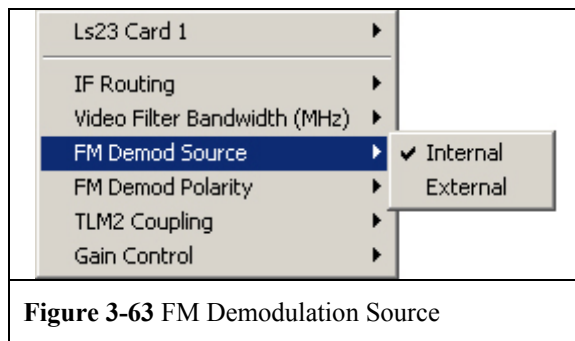 Ls23 Card 1
IF Routing
Video Filter Bandwidth (MHz)
FM Demod Source
Internal
External
FM Demod Polarity
TLM2 Coupling
Gain Control
Figure 3-63 FM Demodulation Source